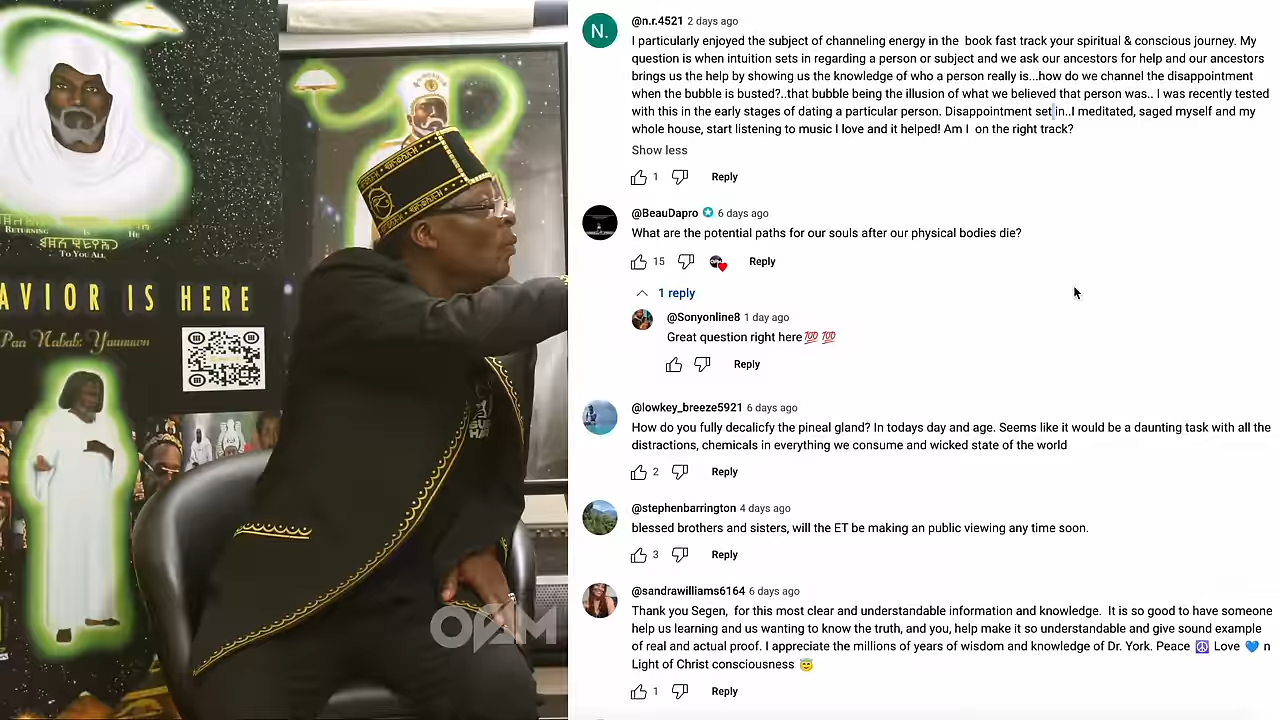 RETURNING IS HE
TO YOU ALL
AVIOR IS HERE
OAM
N.
@n.r.4521 2 days ago
I particularly enjoyed the subject of channeling energy in the book fast track your spiritual & conscious journey. My
question is when intuition sets in regarding a person or subject and we ask our ancestors for help and our ancestors
brings us the help by showing us the knowledge of who a person really is...how do we channel the disappointment
when the bubble is busted?..that bubble being the illusion of what we believed that person was.. I was recently tested
with this in the early stages of dating a particular person. Disappointment set in..I meditated, saged myself and my
whole house, start listening to music I love and it helped! Am I on the right track?
Show less
1 Reply
@BeauDapro 6 days ago
What are the potential paths for our souls after our physical bodies die?
15 Reply
1 reply
@Sonyonline8 1 day ago
Great question right here💯 💯
Reply
@lowkey_breeze5921 6 days ago
How do you fully decalicfy the pineal gland? In todays day and age. Seems like it would be a daunting task with all the
distractions, chemicals in everything we consume and wicked state of the world
2 Reply
@stephenbarrington 4 days ago
blessed brothers and sisters, will the ET be making an public viewing any time soon.
3 Reply
@sandrawilliams6164 6 days ago
Thank you Segen, for this most clear and understandable information and knowledge. It is so good to have someone
help us learning and us wanting to know the truth, and you, help make it so understandable and give sound example
of real and actual proof. I appreciate the millions of years of wisdom and knowledge of Dr. York. Peace ☮️ Love 💙 n
Light of Christ consciousness 😇
1 Reply